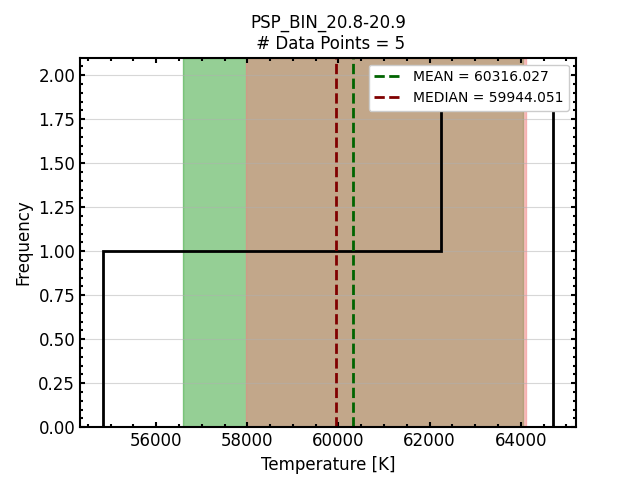 PSP_BIN_20.8-20.9
# Data Points = 5
MEAN = 60316.027
MEDIAN = 59944.051
2.00
1.75
1.50
1.25
1.00
0.75
0.50
0.25
0.00
Frequency
56000 58000 60000 62000 64000
Temperature [K]